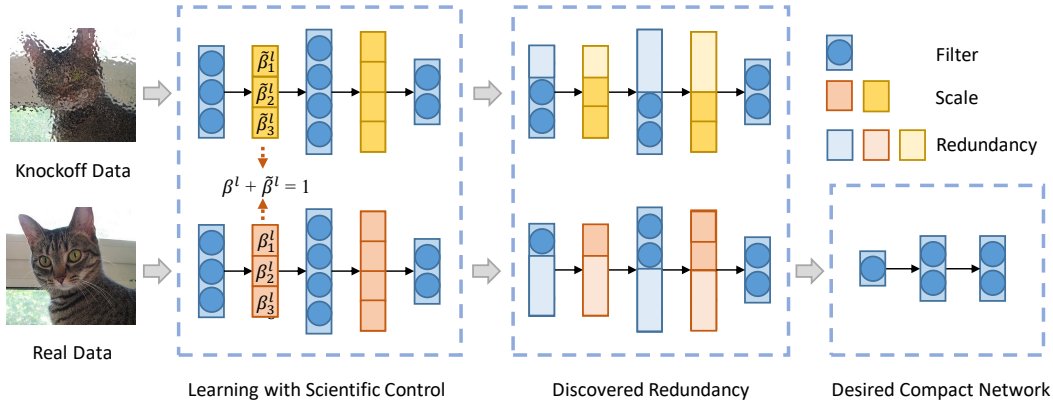 Knockoff Data
Real Data
β̃₁ˡ
β̃₂ˡ
β̃₃ˡ
βˡ + β̃ˡ = 1
β₁ˡ
β₂ˡ
β₃ˡ
Learning with Scientific Control
Discovered Redundancy
Filter
Scale
Redundancy
Desired Compact Network